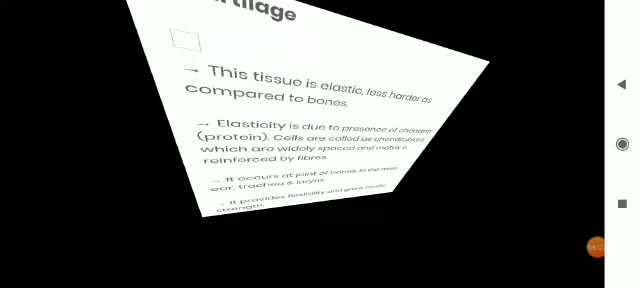 tilage
→ This tissue is elastic, less harder as
compared to bones.
→ Elasticity is due to presence of chondrin
(protein). Cells are called as chondroblast,
which are widely spaced and matrix is
reinforced by fibres.
→ It occurs at joint of bones, in the nose,
ear, trachea & larynx.
→ It provides flexibility and great tensile
strength.